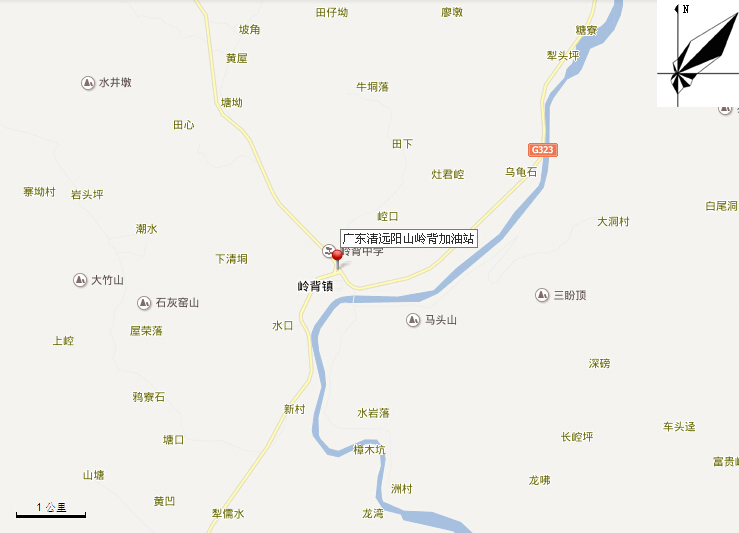 田仔坳
廖墩
N
坡角
糖寮
黄屋
犁头坪
水井墩
牛垌落
塘坳
田心
田下
G323
灶君崆
乌龟石
寨坳村
岩头坪
白尾洞
崆口
大洞村
潮水
广东清远阳山岭背加油站
岭背中学
下清垌
大竹山
岭背镇
三盼顶
石灰窑山
水口
马头山
屋荣落
上崆
深磅
鸦寮石
新村
水岩落
车头迳
塘口
长崆坪
樟木坑
富贵
山塘
龙咈
洲村
黄凹
1 公里
犁儒水
龙湾